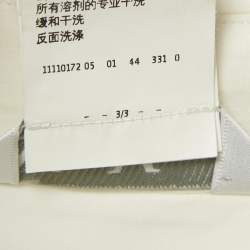 所有溶剂的专业干洗
缓和干洗
反面洗涤
11110172 05 01 44 331 0
- - 3/3 - -